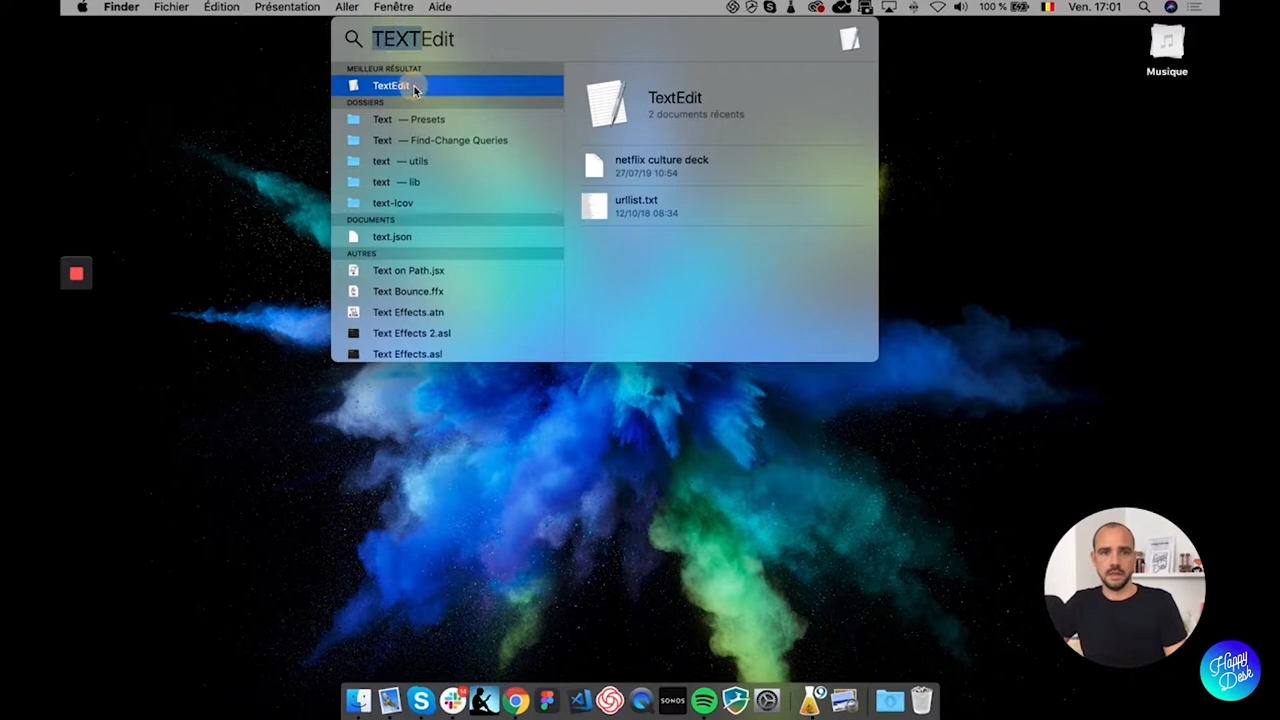 Finder Fichier Édition Présentation Aller Fenêtre Aide 100 % Ven. 17:01
TEXTEdit
Musique
MEILLEUR RÉSULTAT
TextEdit
DOSSIERS
Text — Presets
Text — Find-Change Queries
text — utils
text — lib
text-lcov
DOCUMENTS
text.json
AUTRES
Text on Path.jsx
Text Bounce.ffx
Text Effects.atn
Text Effects 2.asl
Text Effects.asl
TextEdit
2 documents récents
netflix culture deck
27/07/19 10:54
urllist.txt
12/10/18 08:34
SONOS
Happy
Desk